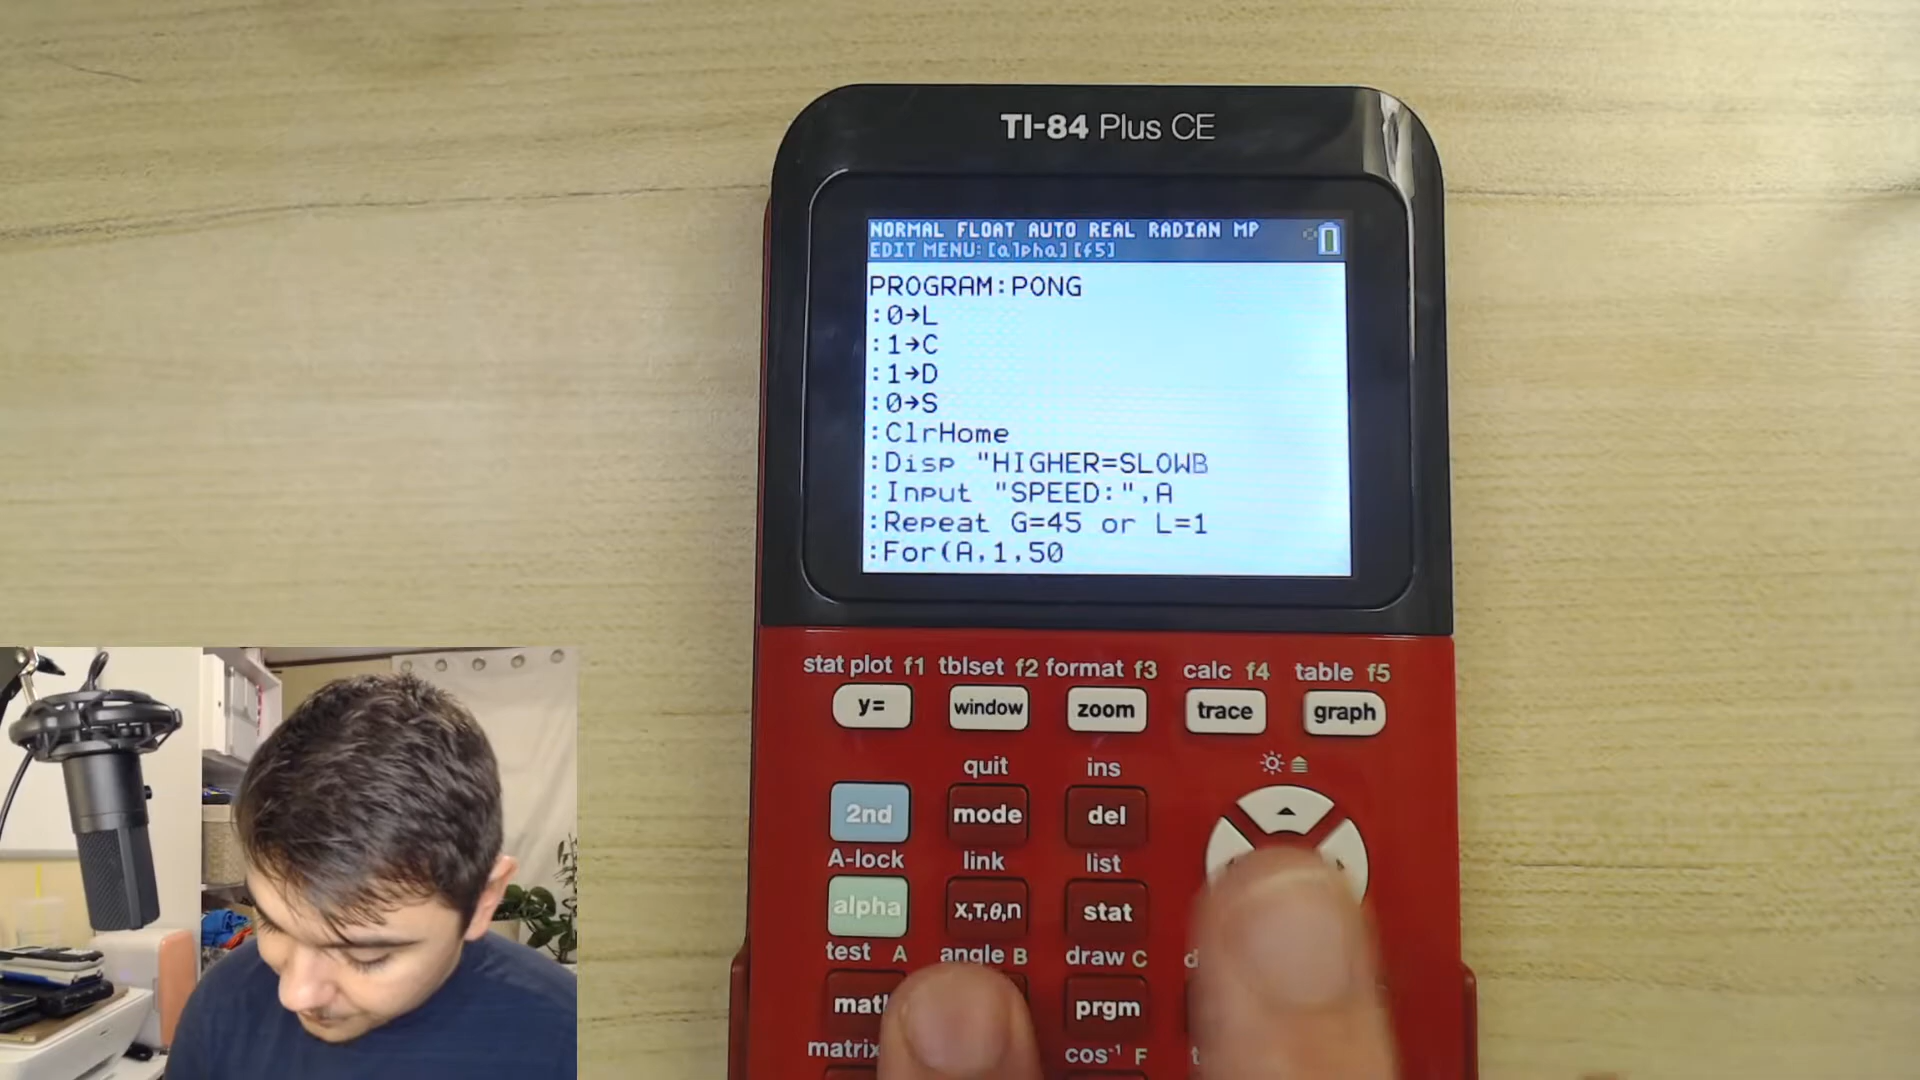 TI-84 Plus CE
NORMAL FLOAT AUTO REAL RADIAN MP
EDIT MENU: [alpha] [f5]
PROGRAM:PONG
:0→L
:1→C
:1→D
:0→S
:ClrHome
:Disp "HIGHER=SLOWB
:Input "SPEED:",A
:Repeat G=45 or L=1
:For(A,1,50
stat plot f1 tblset f2 format f3 calc f4 table f5
y= window zoom trace graph
quit ins
2nd mode del
A-lock link list
alpha X,T,θ,n stat
test A angle B draw C
math prgm
matrix cos⁻¹ F